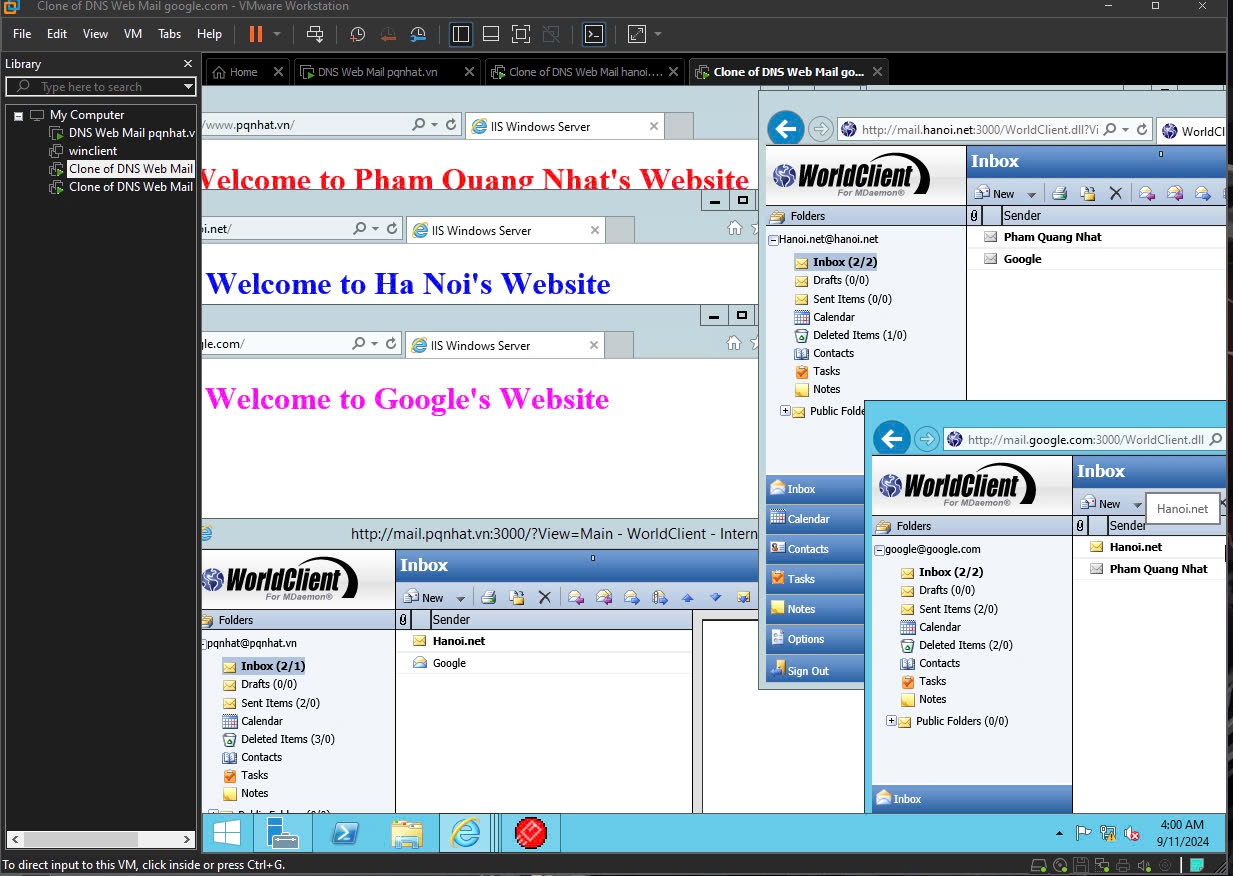 Clone of DNS Web Mail google.com - VMware Workstation
File Edit View VM Tabs Help
Library
Type here to search
My Computer
DNS Web Mail pqnhat.v
winclient
Clone of DNS Web Mail
Clone of DNS Web Mail
Home
DNS Web Mail pqnhat.vn
Clone of DNS Web Mail hanoi....
Clone of DNS Web Mail go...
/www.pqnhat.vn/
IIS Windows Server
Welcome to Pham Quang Nhat's Website
oi.net/
IIS Windows Server
Welcome to Ha Noi's Website
gle.com/
IIS Windows Server
Welcome to Google's Website
http://mail.pqnhat.vn:3000/?View=Main - WorldClient - Intern
WorldClient
For MDaemon®
Inbox
New
Folders
Sender
pqnhat@pqnhat.vn
Inbox (2/1)
Drafts (0/0)
Sent Items (2/0)
Calendar
Deleted Items (3/0)
Contacts
Tasks
Notes
Public Folders (0/0)
Hanoi.net
Google
http://mail.hanoi.net:3000/WorldClient.dll?Vi
WorldCl
WorldClient
For MDaemon®
Inbox
New
Folders
Sender
Hanoi.net@hanoi.net
Inbox (2/2)
Drafts (0/0)
Sent Items (0/0)
Calendar
Deleted Items (1/0)
Contacts
Tasks
Notes
Public Folde
Pham Quang Nhat
Google
Inbox
Calendar
Contacts
Tasks
Notes
Options
Sign Out
http://mail.google.com:3000/WorldClient.dll
WorldClient
For MDaemon®
Inbox
New
Hanoi.net
Folders
Sender
google@google.com
Inbox (2/2)
Drafts (0/0)
Sent Items (2/0)
Calendar
Deleted Items (2/0)
Contacts
Tasks
Notes
Public Folders (0/0)
Hanoi.net
Pham Quang Nhat
Inbox
4:00 AM
9/11/2024
To direct input to this VM, click inside or press Ctrl+G.